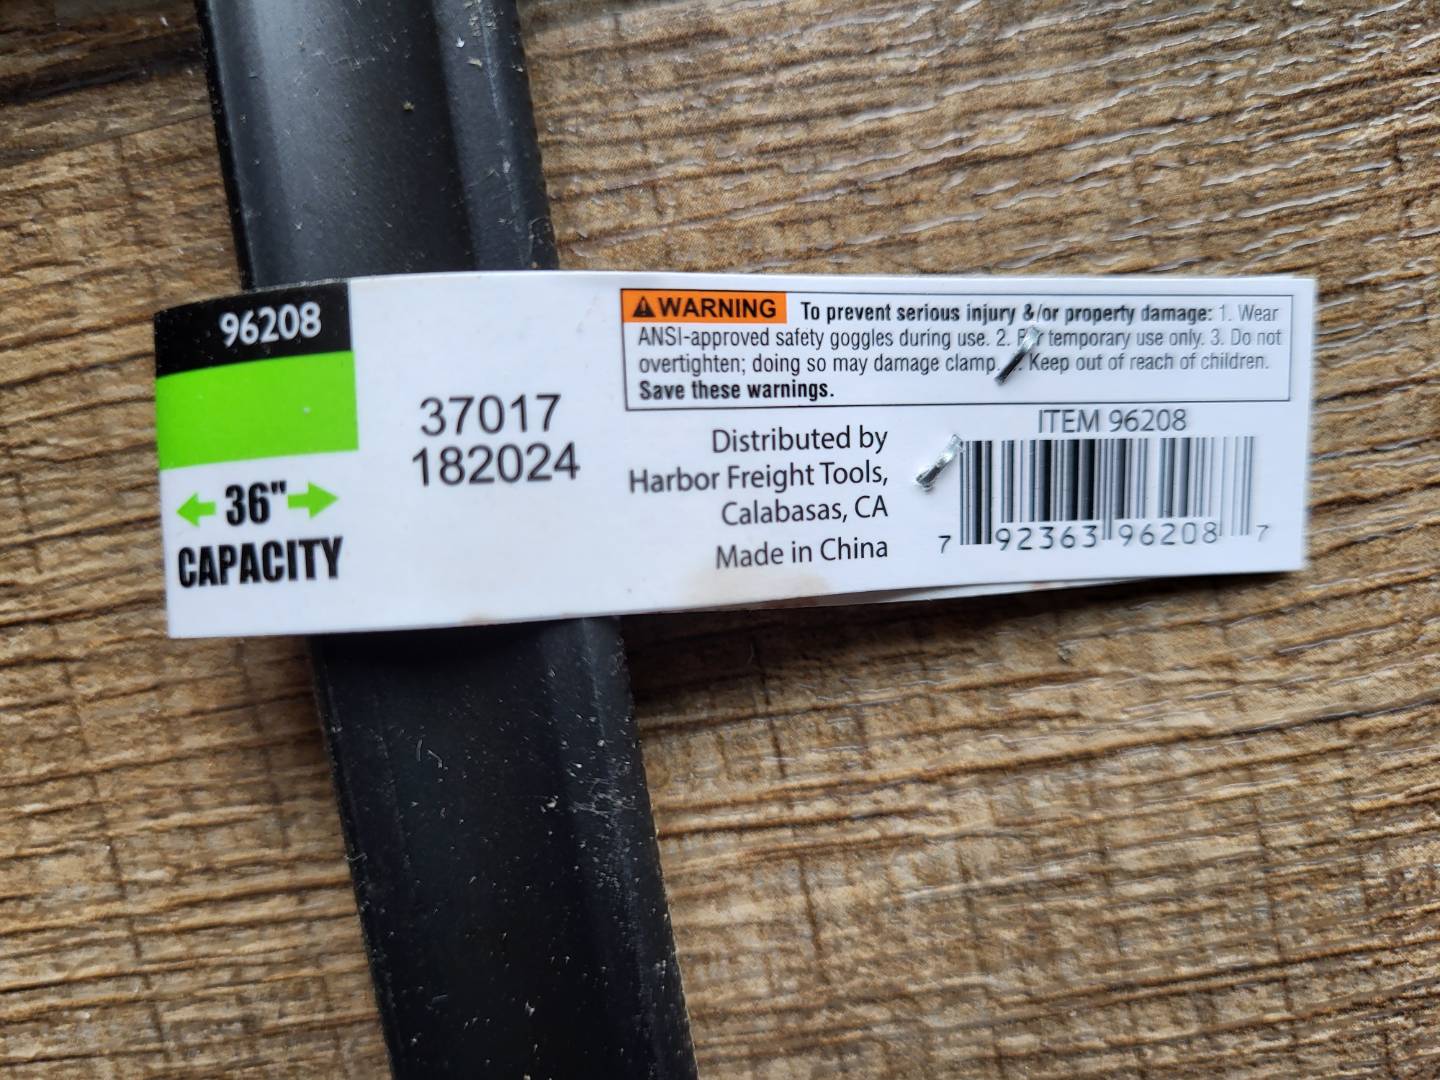 96208
36"
CAPACITY
37017
182024
WARNING To prevent serious injury &/or property damage: 1. Wear
ANSI-approved safety goggles during use. 2. temporary use only. 3. Do not
overtighten; doing so may damage clamp. Keep out of reach of children.
Save these warnings.
Distributed by
Harbor Freight Tools,
Calabasas, CA
Made in China
ITEM 96208
7 92363 96208 7